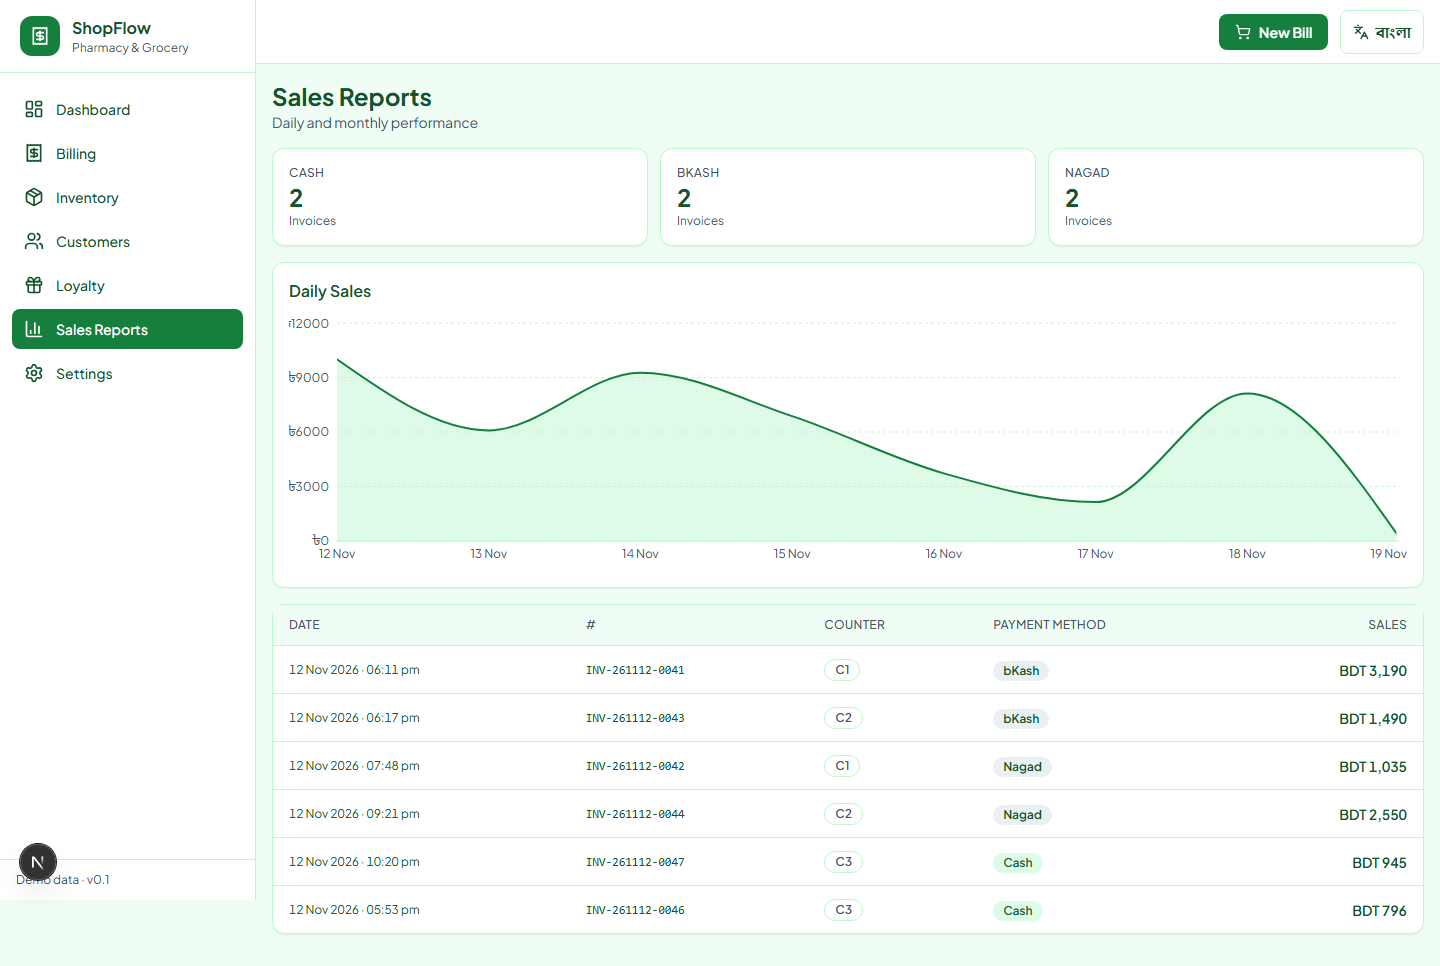 ShopFlow
Pharmacy & Grocery
New Bill
বাংলা
Dashboard
Billing
Inventory
Customers
Loyalty
Sales Reports
Settings
Demo data · v0.1
N
Sales Reports
Daily and monthly performance
CASH
2
Invoices
BKASH
2
Invoices
NAGAD
2
Invoices
Daily Sales
৳12000
৳9000
৳6000
৳3000
৳0
12 Nov 13 Nov 14 Nov 15 Nov 16 Nov 17 Nov 18 Nov 19 Nov
DATE # COUNTER PAYMENT METHOD SALES
12 Nov 2026 · 06:11 pm INV-261112-0041 C1 bKash BDT 3,190
12 Nov 2026 · 06:17 pm INV-261112-0043 C2 bKash BDT 1,490
12 Nov 2026 · 07:48 pm INV-261112-0042 C1 Nagad BDT 1,035
12 Nov 2026 · 09:21 pm INV-261112-0044 C2 Nagad BDT 2,550
12 Nov 2026 · 10:20 pm INV-261112-0047 C3 Cash BDT 945
12 Nov 2026 · 05:53 pm INV-261112-0046 C3 Cash BDT 796